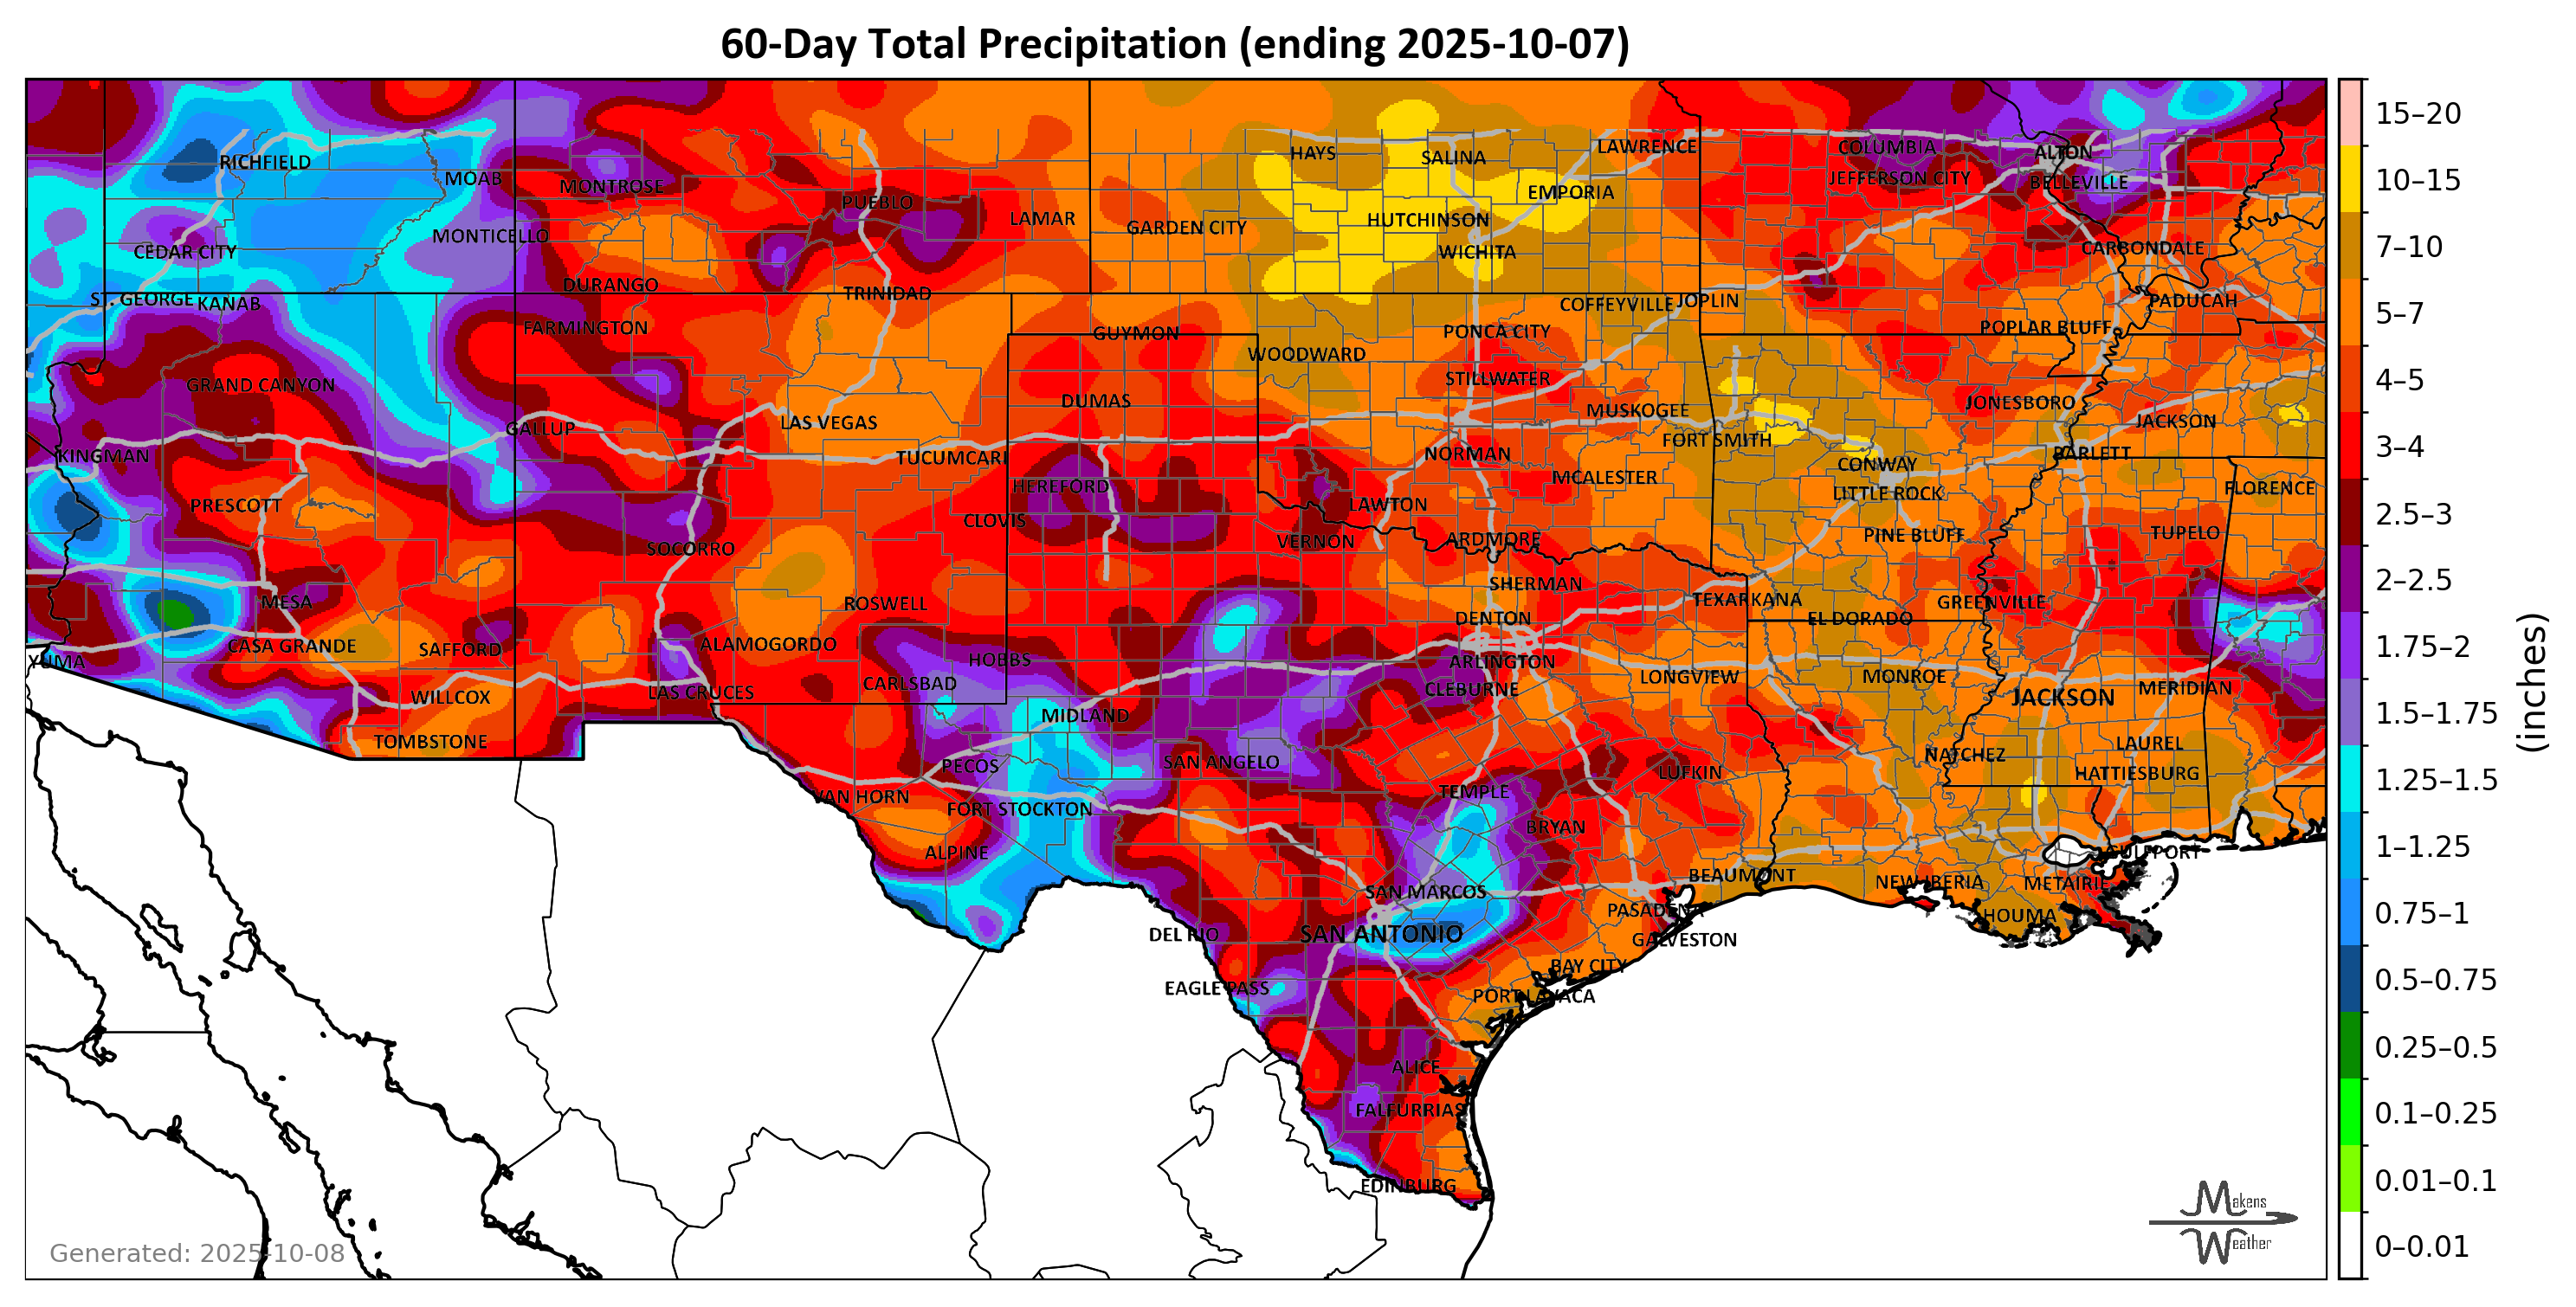 60-Day Total Precipitation (ending 2025-10-07)
HAYS
SALINA
LAWRENCE
COLUMBIA
ALTON
RICHFIELD
MOAB
MONTROSE
EMPORIA
JEFFERSON CITY
BELLEVILLE
PUEBLO
LAMAR
GARDEN CITY
HUTCHINSON
MONTICELLO
CEDAR CITY
WICHITA
CARBONDALE
DURANGO
TRINIDAD
ST. GEORGE
KANAB
COFFEYVILLE
JOPLIN
PADUCAH
FARMINGTON
GUYMON
PONCA CITY
POPLAR BLUFF
WOODWARD
GRAND CANYON
STILLWATER
DUMAS
MUSKOGEE
JONESBORO
JACKSON
GALLUP
LAS VEGAS
FORT SMITH
KINGMAN
TUCUMCARI
NORMAN
CONWAY
BARLETT
HEREFORD
MCALESTER
LITTLE ROCK
FLORENCE
PRESCOTT
CLOVIS
LAWTON
VERNON
ARDMORE
PINE BLUFF
TUPELO
SOCORRO
SHERMAN
MESA
ROSWELL
TEXARKANA
GREENVILLE
DENTON
EL DORADO
CASA GRANDE
SAFFORD
ALAMOGORDO
YUMA
HOBBS
ARLINGTON
WILLCOX
LAS CRUCES
CARLSBAD
CLEBURNE
LONGVIEW
MONROE
JACKSON
MERIDIAN
MIDLAND
TOMBSTONE
PECOS
SAN ANGELO
NATCHEZ
LAUREL
LUFKIN
HATTIESBURG
VAN HORN
FORT STOCKTON
TEMPLE
BRYAN
ALPINE
GULFPORT
SAN MARCOS
BEAUMONT
NEW IBERIA
METAIRIE
PASADENA
HOUMA
DEL RIO
SAN ANTONIO
GALVESTON
BAY CITY
EAGLE PASS
PORT LAVACA
ALICE
FALFURRIAS
EDINBURG
15–20
10–15
7–10
5–7
4–5
3–4
2.5–3
2–2.5
1.75–2
1.5–1.75
1.25–1.5
1–1.25
0.75–1
0.5–0.75
0.25–0.5
0.1–0.25
0.01–0.1
0–0.01
(inches)
Generated: 2025-10-08
Makens
Weather